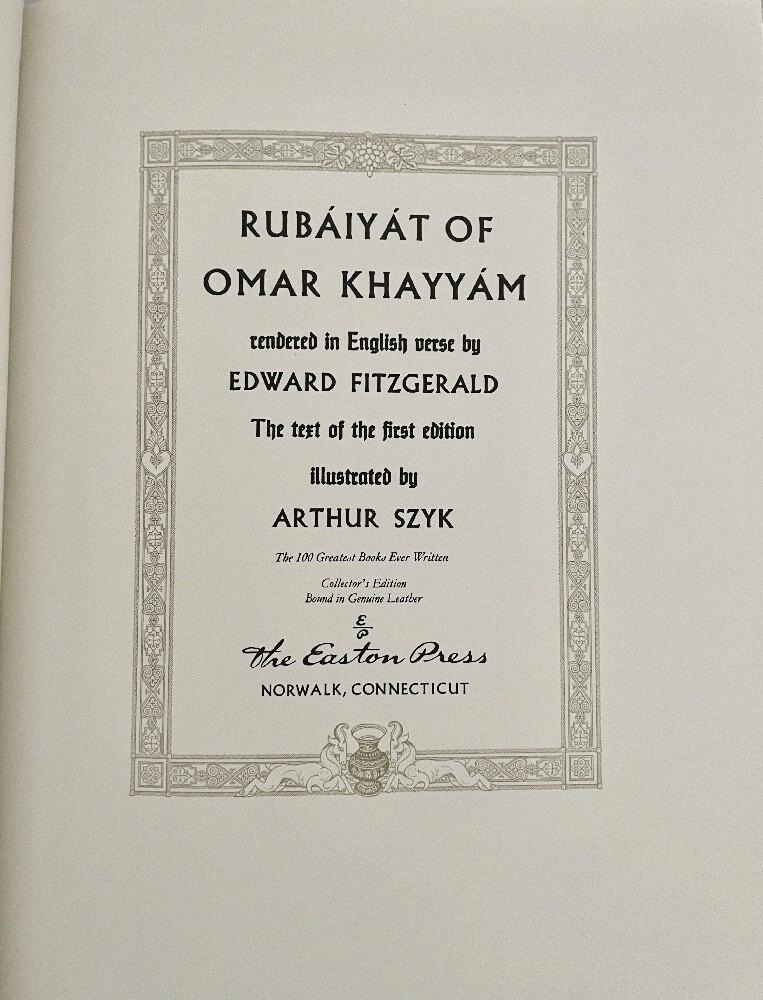 RUBÁIYÁT OF
OMAR KHAYYÁM
rendered in English verse by
EDWARD FITZGERALD
The text of the first edition
illustrated by
ARTHUR SZYK
The 100 Greatest Books Ever Written
Collector's Edition
Bound in Genuine Leather
E
P
The Easton Press
NORWALK, CONNECTICUT